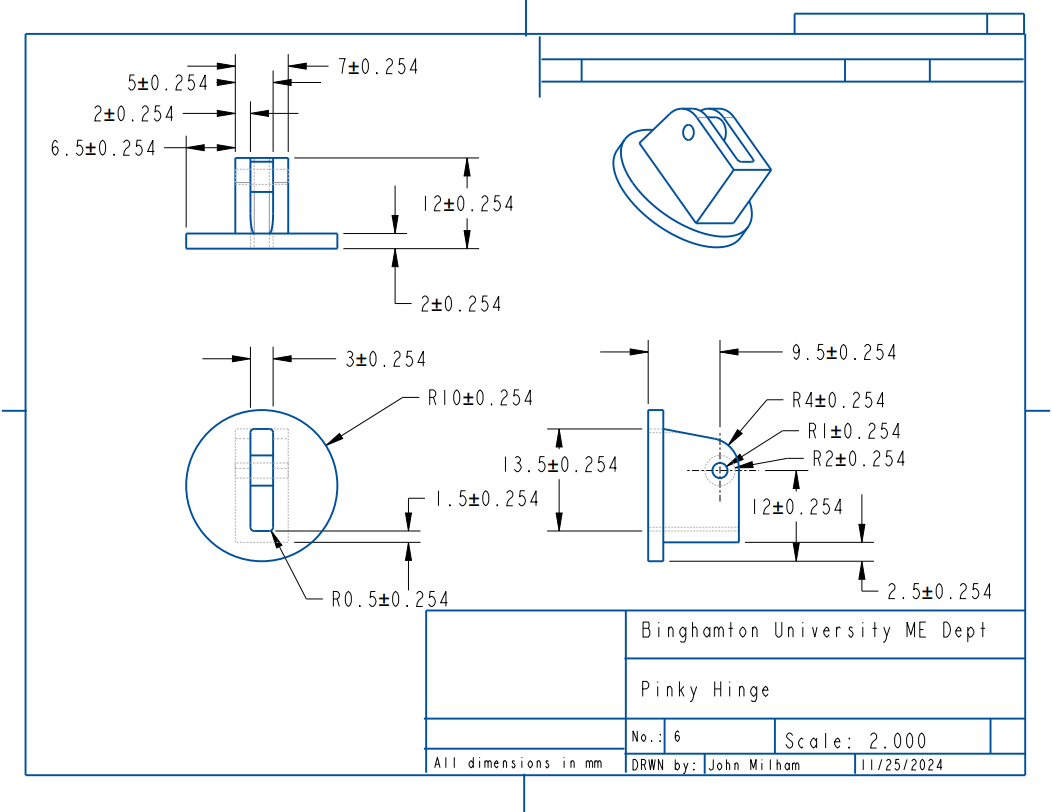 7±0.254
5±0.254
2±0.254
6.5±0.254
12±0.254
2±0.254
3±0.254
R10±0.254
9.5±0.254
R4±0.254
R1±0.254
R2±0.254
13.5±0.254
1.5±0.254
12±0.254
2.5±0.254
R0.5±0.254
Binghamton University ME Dept
Pinky Hinge
No.: 6
Scale: 2.000
All dimensions in mm
DRWN by: John Milham 11/25/2024